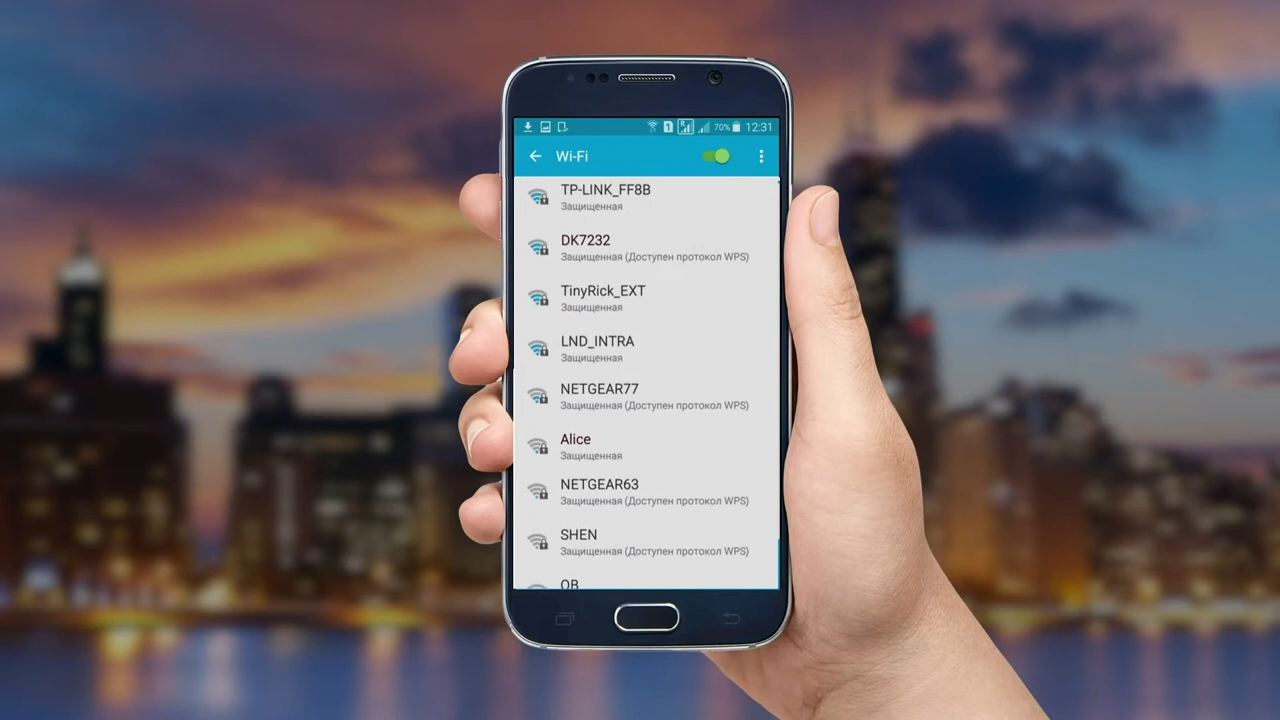 70% 12:31
Wi-Fi
TP-LINK_FF8B
Защищенная
DK7232
Защищенная (Доступен протокол WPS)
TinyRick_EXT
Защищенная
LND_INTRA
Защищенная
NETGEAR77
Защищенная (Доступен протокол WPS)
Alice
Защищенная
NETGEAR63
Защищенная (Доступен протокол WPS)
SHEN
Защищенная (Доступен протокол WPS)